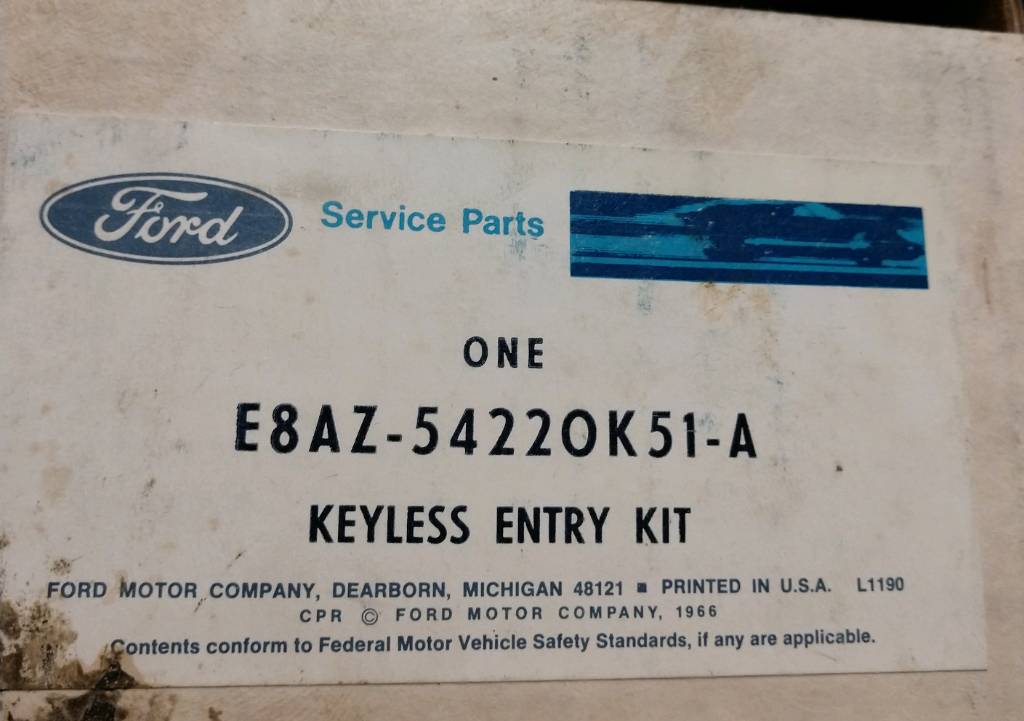 Ford Service Parts
ONE
E8AZ-54220K51-A
KEYLESS ENTRY KIT
FORD MOTOR COMPANY, DEARBORN, MICHIGAN 48121 ■ PRINTED IN U.S.A. L1190
CPR © FORD MOTOR COMPANY, 1966
Contents conform to Federal Motor Vehicle Safety Standards, if any are applicable.